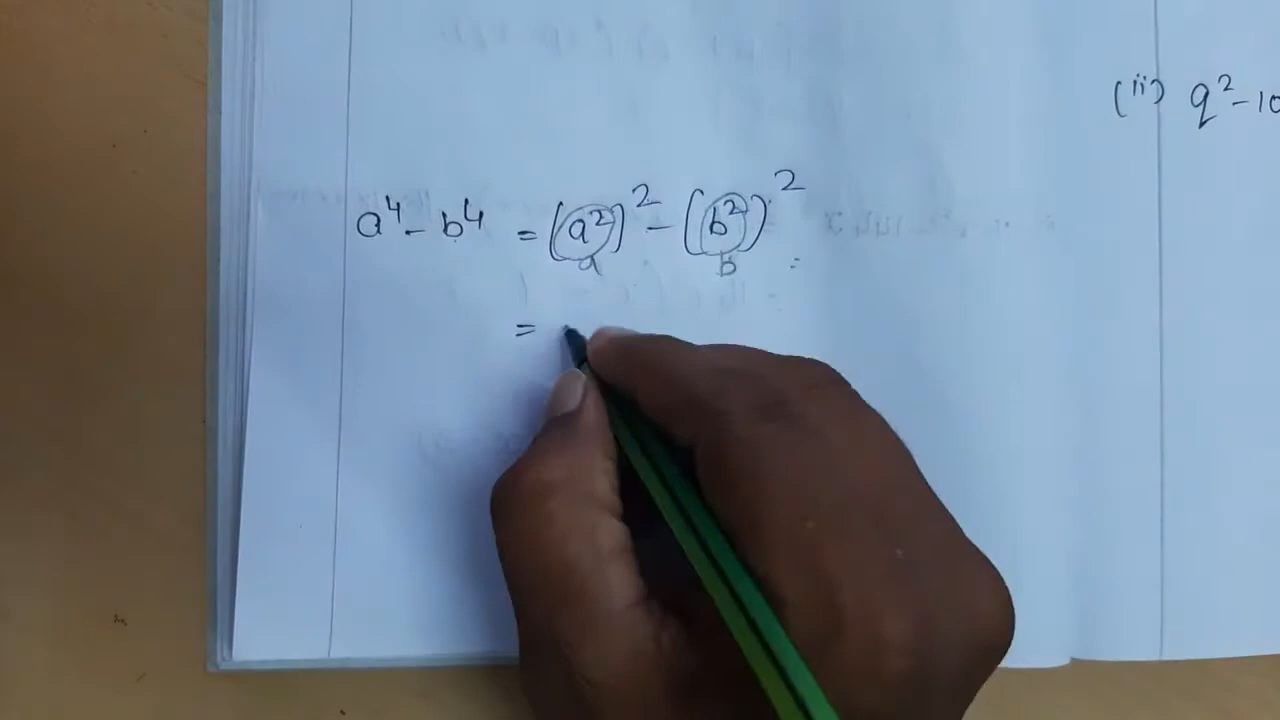 (ii) q² - 10
a⁴ - b⁴ = (a²)² - (b²)²
a b
=